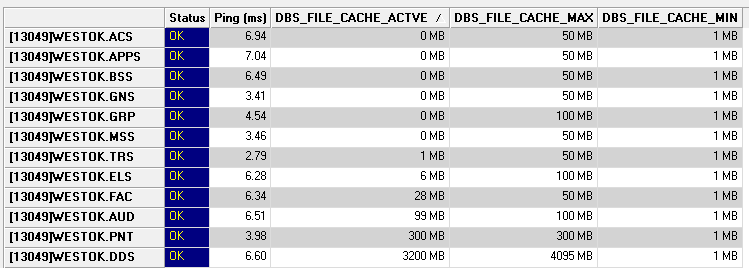 Status Ping (ms) DBS_FILE_CACHE_ACTVE / DBS_FILE_CACHE_MAX DBS_FILE_CACHE_MIN
[13049]WESTOK.ACS OK 6.94 0 MB 50 MB 1 MB
[13049]WESTOK.APPS OK 7.04 0 MB 50 MB 1 MB
[13049]WESTOK.BSS OK 6.49 0 MB 50 MB 1 MB
[13049]WESTOK.GNS OK 3.41 0 MB 50 MB 1 MB
[13049]WESTOK.GRP OK 4.54 0 MB 100 MB 1 MB
[13049]WESTOK.MSS OK 3.46 0 MB 50 MB 1 MB
[13049]WESTOK.TRS OK 2.79 1 MB 50 MB 1 MB
[13049]WESTOK.ELS OK 6.28 6 MB 100 MB 1 MB
[13049]WESTOK.FAC OK 6.34 28 MB 50 MB 1 MB
[13049]WESTOK.AUD OK 6.51 99 MB 100 MB 1 MB
[13049]WESTOK.PNT OK 3.98 300 MB 300 MB 1 MB
[13049]WESTOK.DDS OK 6.60 3200 MB 4095 MB 1 MB